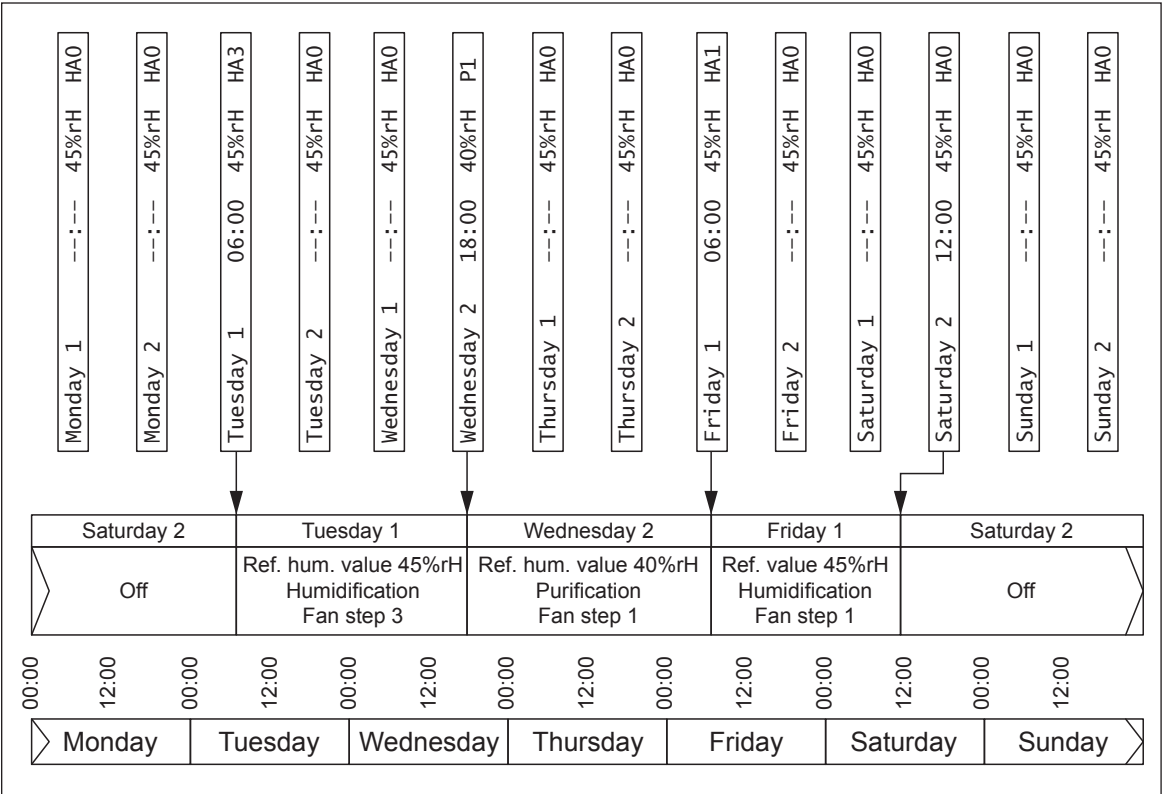 Monday 1 --:-- 45%rH HA0
Monday 2 --:-- 45%rH HA0
Tuesday 1 06:00 45%rH HA3
Tuesday 2 --:-- 45%rH HA0
Wednesday 1 --:-- 45%rH HA0
Wednesday 2 18:00 40%rH P1
Thursday 1 --:-- 45%rH HA0
Thursday 2 --:-- 45%rH HA0
Friday 1 06:00 45%rH HA1
Friday 2 --:-- 45%rH HA0
Saturday 1 --:-- 45%rH HA0
Saturday 2 12:00 45%rH HA0
Sunday 1 --:-- 45%rH HA0
Sunday 2 --:-- 45%rH HA0
Saturday 2
Off
Tuesday 1
Ref. hum. value 45%rH
Humidification
Fan step 3
Wednesday 2
Ref. hum. value 40%rH
Purification
Fan step 1
Friday 1
Ref. value 45%rH
Humidification
Fan step 1
Saturday 2
Off
00:00 12:00 00:00 12:00 00:00 12:00 00:00 12:00 00:00 12:00 00:00 12:00 00:00 12:00
Monday Tuesday Wednesday Thursday Friday Saturday Sunday